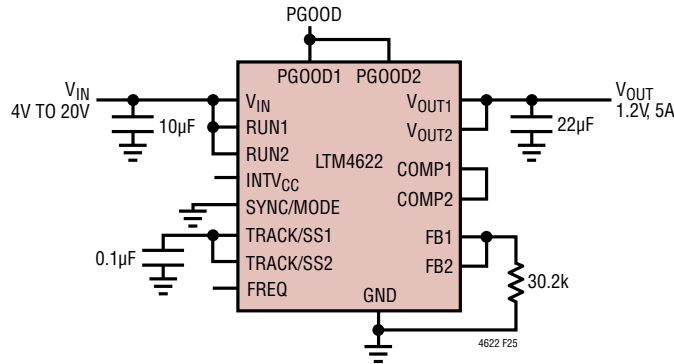 PGOOD
PGOOD1 PGOOD2
VIN
4V TO 20V
10µF
VIN
RUN1
RUN2
INTVCC
SYNC/MODE
TRACK/SS1
TRACK/SS2
FREQ
0.1µF
LTM4622
GND
VOUT1
VOUT2
COMP1
COMP2
FB1
FB2
VOUT
1.2V, 5A
22µF
30.2k
4622 F25